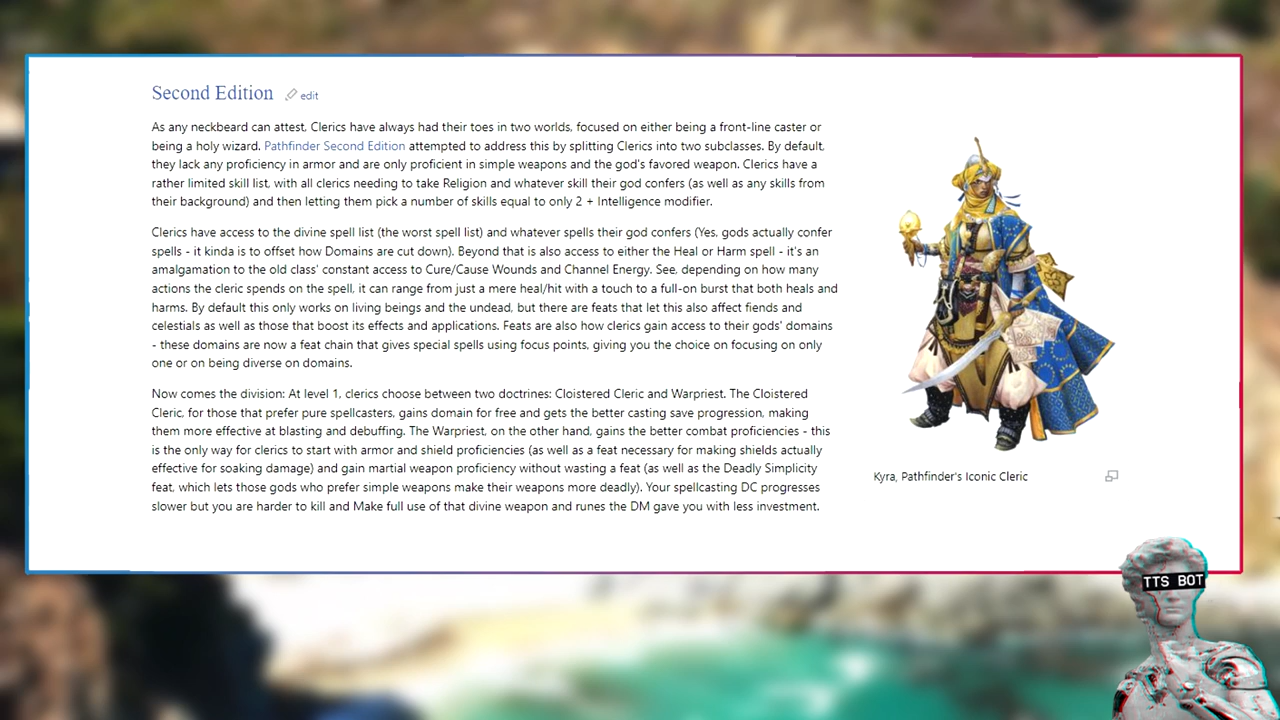 Second Edition edit
As any neckbeard can attest, Clerics have always had their toes in two worlds, focused on either being a front-line caster or
being a holy wizard. Pathfinder Second Edition attempted to address this by splitting Clerics into two subclasses. By default,
they lack any proficiency in armor and are only proficient in simple weapons and the god's favored weapon. Clerics have a
rather limited skill list, with all clerics needing to take Religion and whatever skill their god confers (as well as any skills from
their background) and then letting them pick a number of skills equal to only 2 + Intelligence modifier.
Clerics have access to the divine spell list (the worst spell list) and whatever spells their god confers (Yes, gods actually confer
spells - it kinda is to offset how Domains are cut down). Beyond that is also access to either the Heal or Harm spell - it's an
amalgamation to the old class' constant access to Cure/Cause Wounds and Channel Energy. See, depending on how many
actions the cleric spends on the spell, it can range from just a mere heal/hit with a touch to a full-on burst that both heals and
harms. By default this only works on living beings and the undead, but there are feats that let this also affect fiends and
celestials as well as those that boost its effects and applications. Feats are also how clerics gain access to their gods' domains
- these domains are now a feat chain that gives special spells using focus points, giving you the choice on focusing on only
one or on being diverse on domains.
Now comes the division: At level 1, clerics choose between two doctrines: Cloistered Cleric and Warpriest. The Cloistered
Cleric, for those that prefer pure spellcasters, gains domain for free and gets the better casting save progression, making
them more effective at blasting and debuffing. The Warpriest, on the other hand, gains the better combat proficiencies - this
is the only way for clerics to start with armor and shield proficiencies (as well as a feat necessary for making shields actually
effective for soaking damage) and gain martial weapon proficiency without wasting a feat (as well as the Deadly Simplicity
feat, which lets those gods who prefer simple weapons make their weapons more deadly). Your spellcasting DC progresses
slower but you are harder to kill and Make full use of that divine weapon and runes the DM gave you with less investment.
Kyra, Pathfinder's Iconic Cleric
TTS BOT